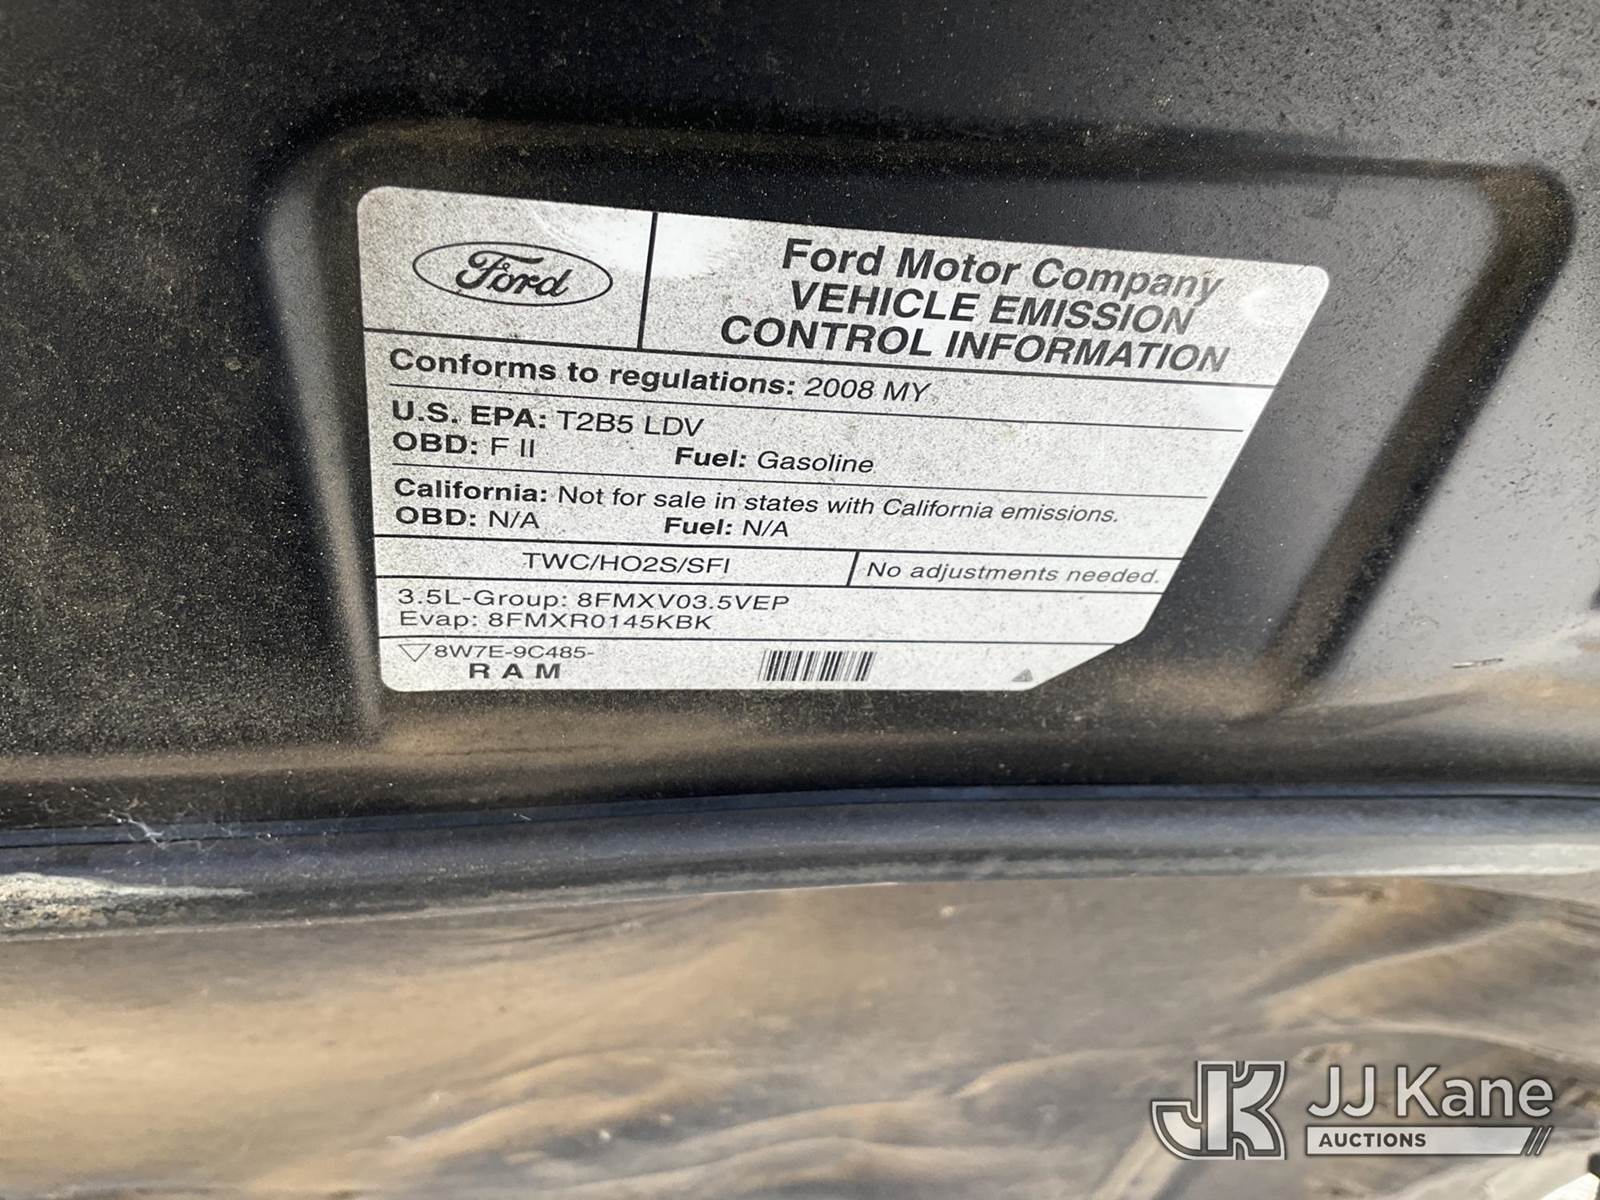 Ford
Ford Motor Company
VEHICLE EMISSION
CONTROL INFORMATION
Conforms to regulations: 2008 MY
U.S. EPA: T2B5 LDV
OBD: F II Fuel: Gasoline
California: Not for sale in states with California emissions.
OBD: N/A Fuel: N/A
TWC/HO2S/SFI No adjustments needed.
3.5L-Group: 8FMXV03.5VEP
Evap: 8FMXR0145KBK
8W7E-9C485-
RAM
JK JJ Kane
AUCTIONS